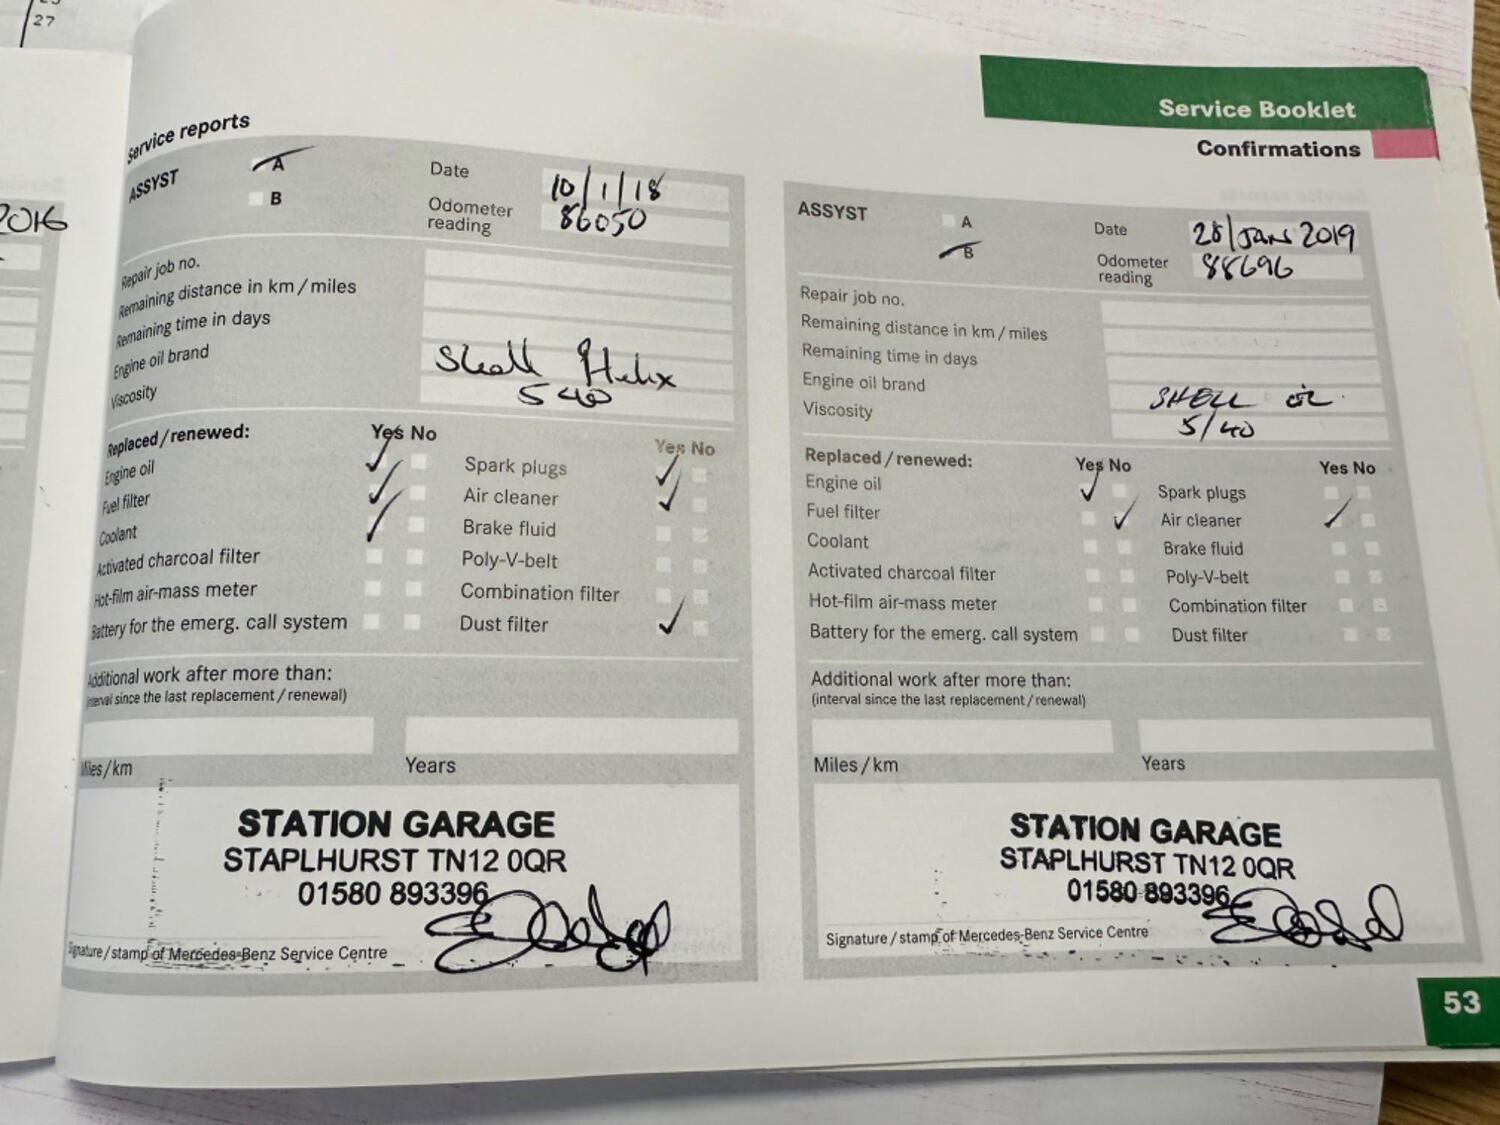 27
2016
Service Booklet
Confirmations
Service reports
ASSYST
A
B
Date
10/1/18
Odometer
reading
86050
Repair job no.
Remaining distance in km/miles
Remaining time in days
Engine oil brand
Shell Helix
Viscosity
5 40
Replaced/renewed:
Yes No
Yes No
Engine oil
Spark plugs
Fuel filter
Air cleaner
Coolant
Brake fluid
Activated charcoal filter
Poly-V-belt
Hot-film air-mass meter
Combination filter
Battery for the emerg. call system
Dust filter
Additional work after more than:
(interval since the last replacement/renewal)
Miles/km
Years
STATION GARAGE
STAPLHURST TN12 0QR
01580 893396
Signature/stamp of Mercedes-Benz Service Centre
ASSYST
A
B
Date
28/JAN 2019
Odometer
reading
88696
Repair job no.
Remaining distance in km/miles
Remaining time in days
Engine oil brand
SHELL OIL
Viscosity
5/40
Replaced/renewed:
Yes No
Yes No
Engine oil
Spark plugs
Fuel filter
Air cleaner
Coolant
Brake fluid
Activated charcoal filter
Poly-V-belt
Hot-film air-mass meter
Combination filter
Battery for the emerg. call system
Dust filter
Additional work after more than:
(interval since the last replacement/renewal)
Miles/km
Years
STATION GARAGE
STAPLHURST TN12 0QR
01580 893396
Signature/stamp of Mercedes-Benz Service Centre
53